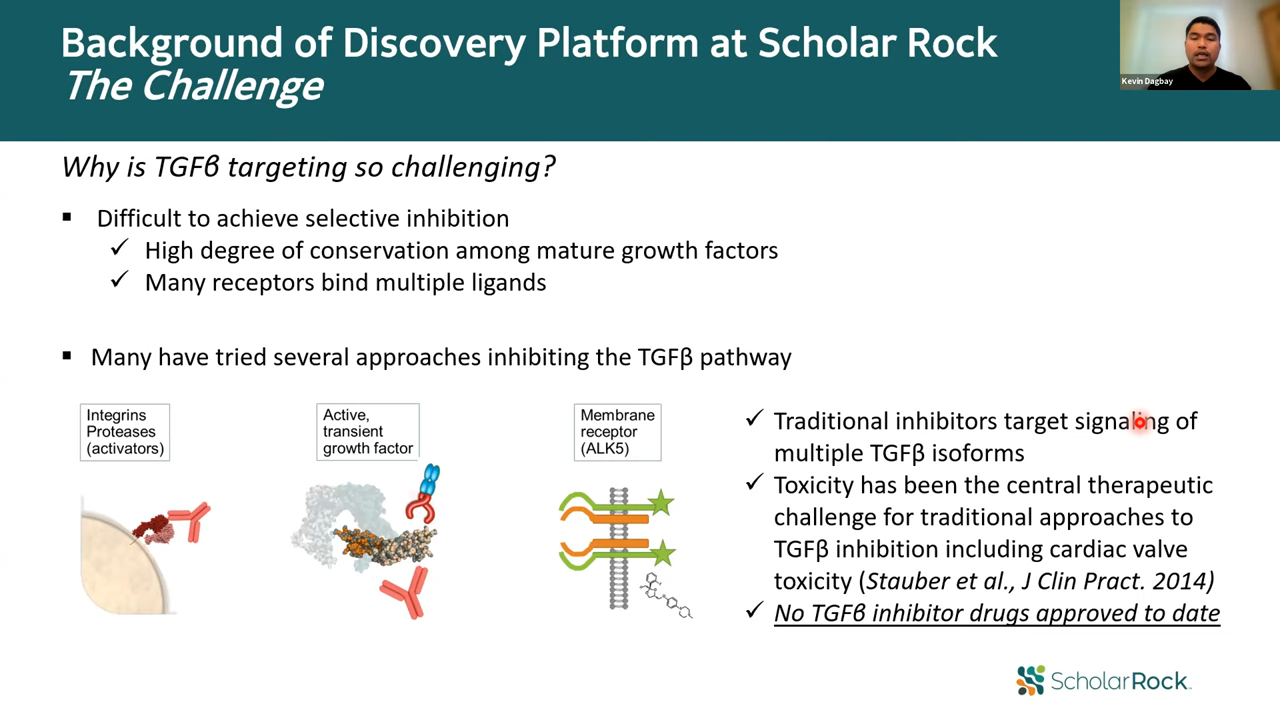 Background of Discovery Platform at Scholar Rock
The Challenge
Kevin Dagbay
Why is TGFβ targeting so challenging?
▪ Difficult to achieve selective inhibition
✓ High degree of conservation among mature growth factors
✓ Many receptors bind multiple ligands
▪ Many have tried several approaches inhibiting the TGFβ pathway
Integrins
Proteases
(activators)
Active,
transient
growth factor
Membrane
receptor
(ALK5)
✓ Traditional inhibitors target signaling of
multiple TGFβ isoforms
✓ Toxicity has been the central therapeutic
challenge for traditional approaches to
TGFβ inhibition including cardiac valve
toxicity (Stauber et al., J Clin Pract. 2014)
✓ No TGFβ inhibitor drugs approved to date
ScholarRock